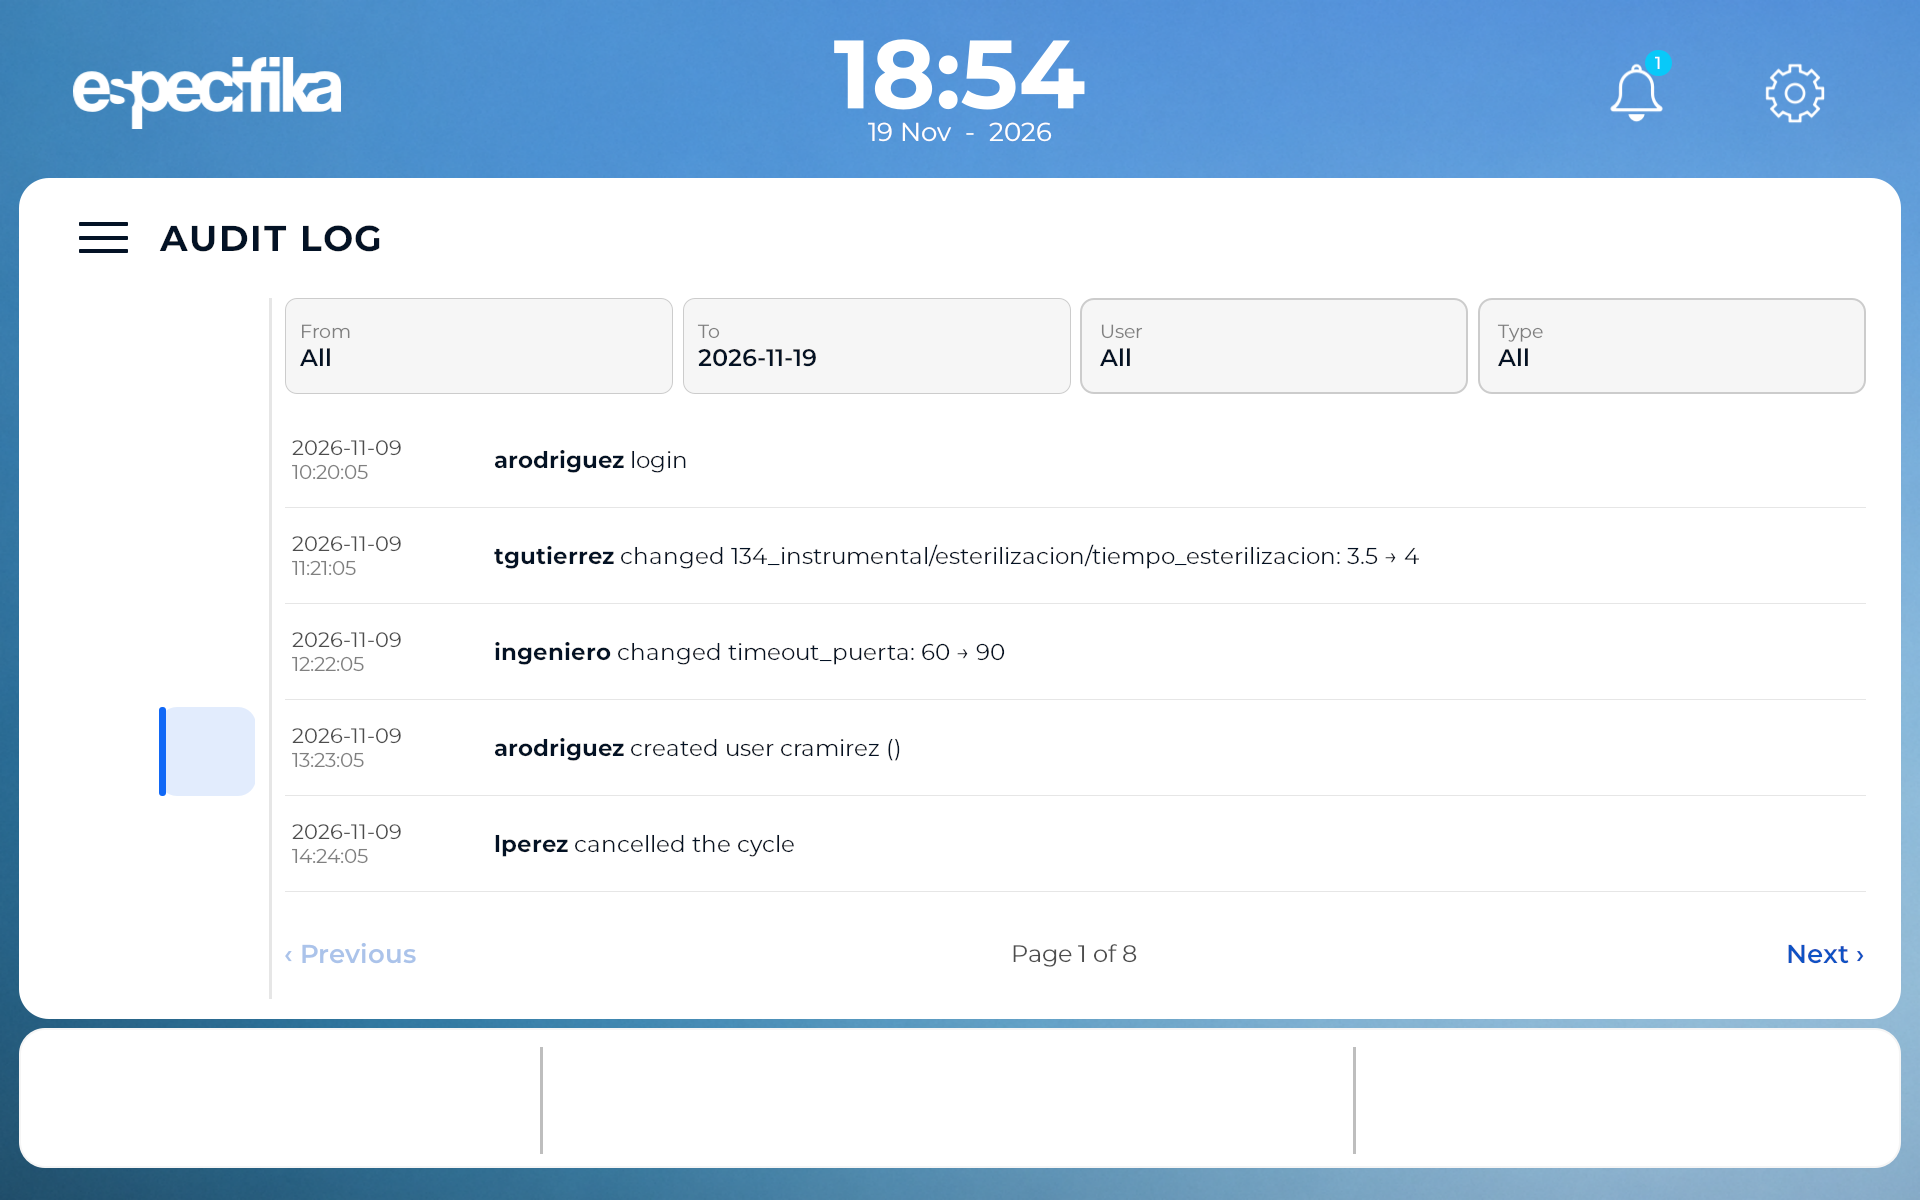 especifika
18:54
19 Nov - 2026
1
AUDIT LOG
From
All
To
2026-11-19
User
All
Type
All
2026-11-09
10:20:05
arodriguez login
2026-11-09
11:21:05
tgutierrez changed 134_instrumental/esterilizacion/tiempo_esterilizacion: 3.5 → 4
2026-11-09
12:22:05
ingeniero changed timeout_puerta: 60 → 90
2026-11-09
13:23:05
arodriguez created user cramirez ()
2026-11-09
14:24:05
lperez cancelled the cycle
‹ Previous
Page 1 of 8
Next ›